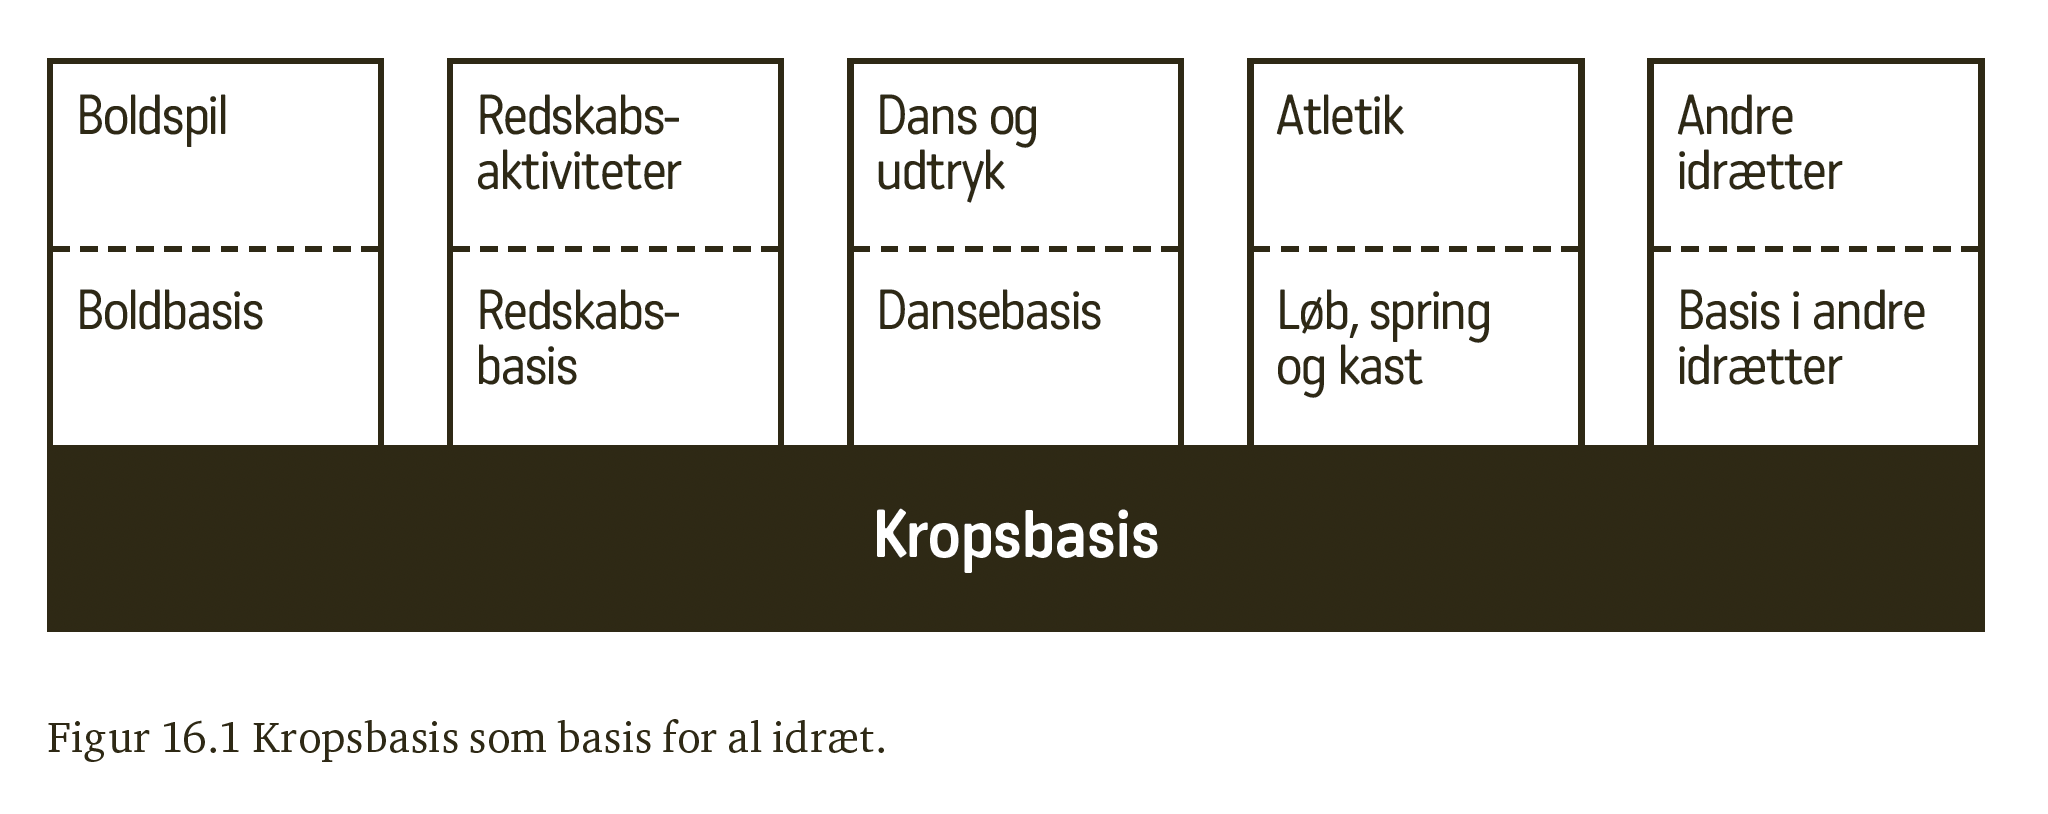 Boldspil
Redskabs-
aktiviteter
Dans og
udtryk
Atletik
Andre
idrætter
Boldbasis
Redskabs-
basis
Dansebasis
Løb, spring
og kast
Basis i andre
idrætter
Kropsbasis
Figur 16.1 Kropsbasis som basis for al idræt.